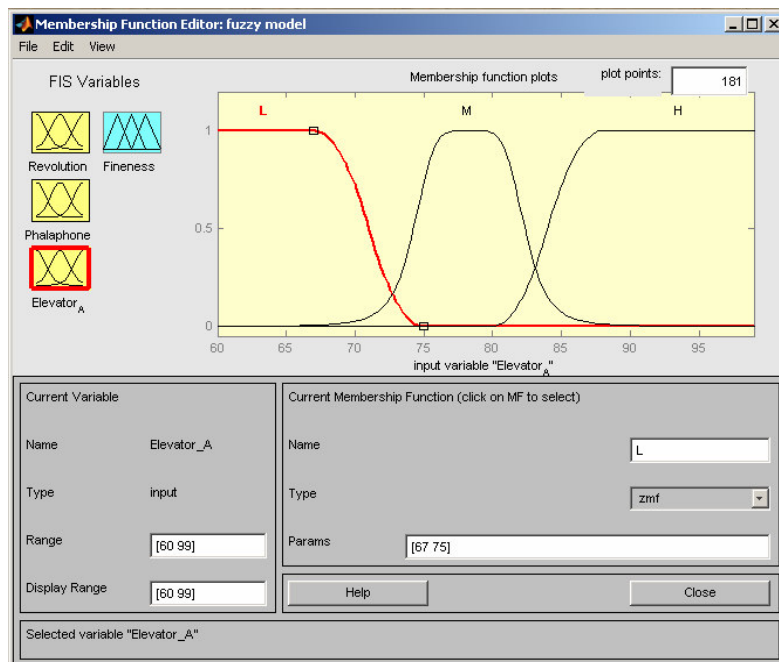 Membership Function Editor: fuzzy model
File Edit View
FIS Variables
Membership function plots
plot points:
181
Revolution
Fineness
Phalaphone
Elevator_A
L
M
H
1
0.5
0
60 65 70 75 80 85 90 95
input variable "Elevator_A"
Current Variable
Name Elevator_A
Type input
Range [60 99]
Display Range [60 99]
Current Membership Function (click on MF to select)
Name L
Type zmf
Params [67 75]
Help
Close
Selected variable "Elevator_A"